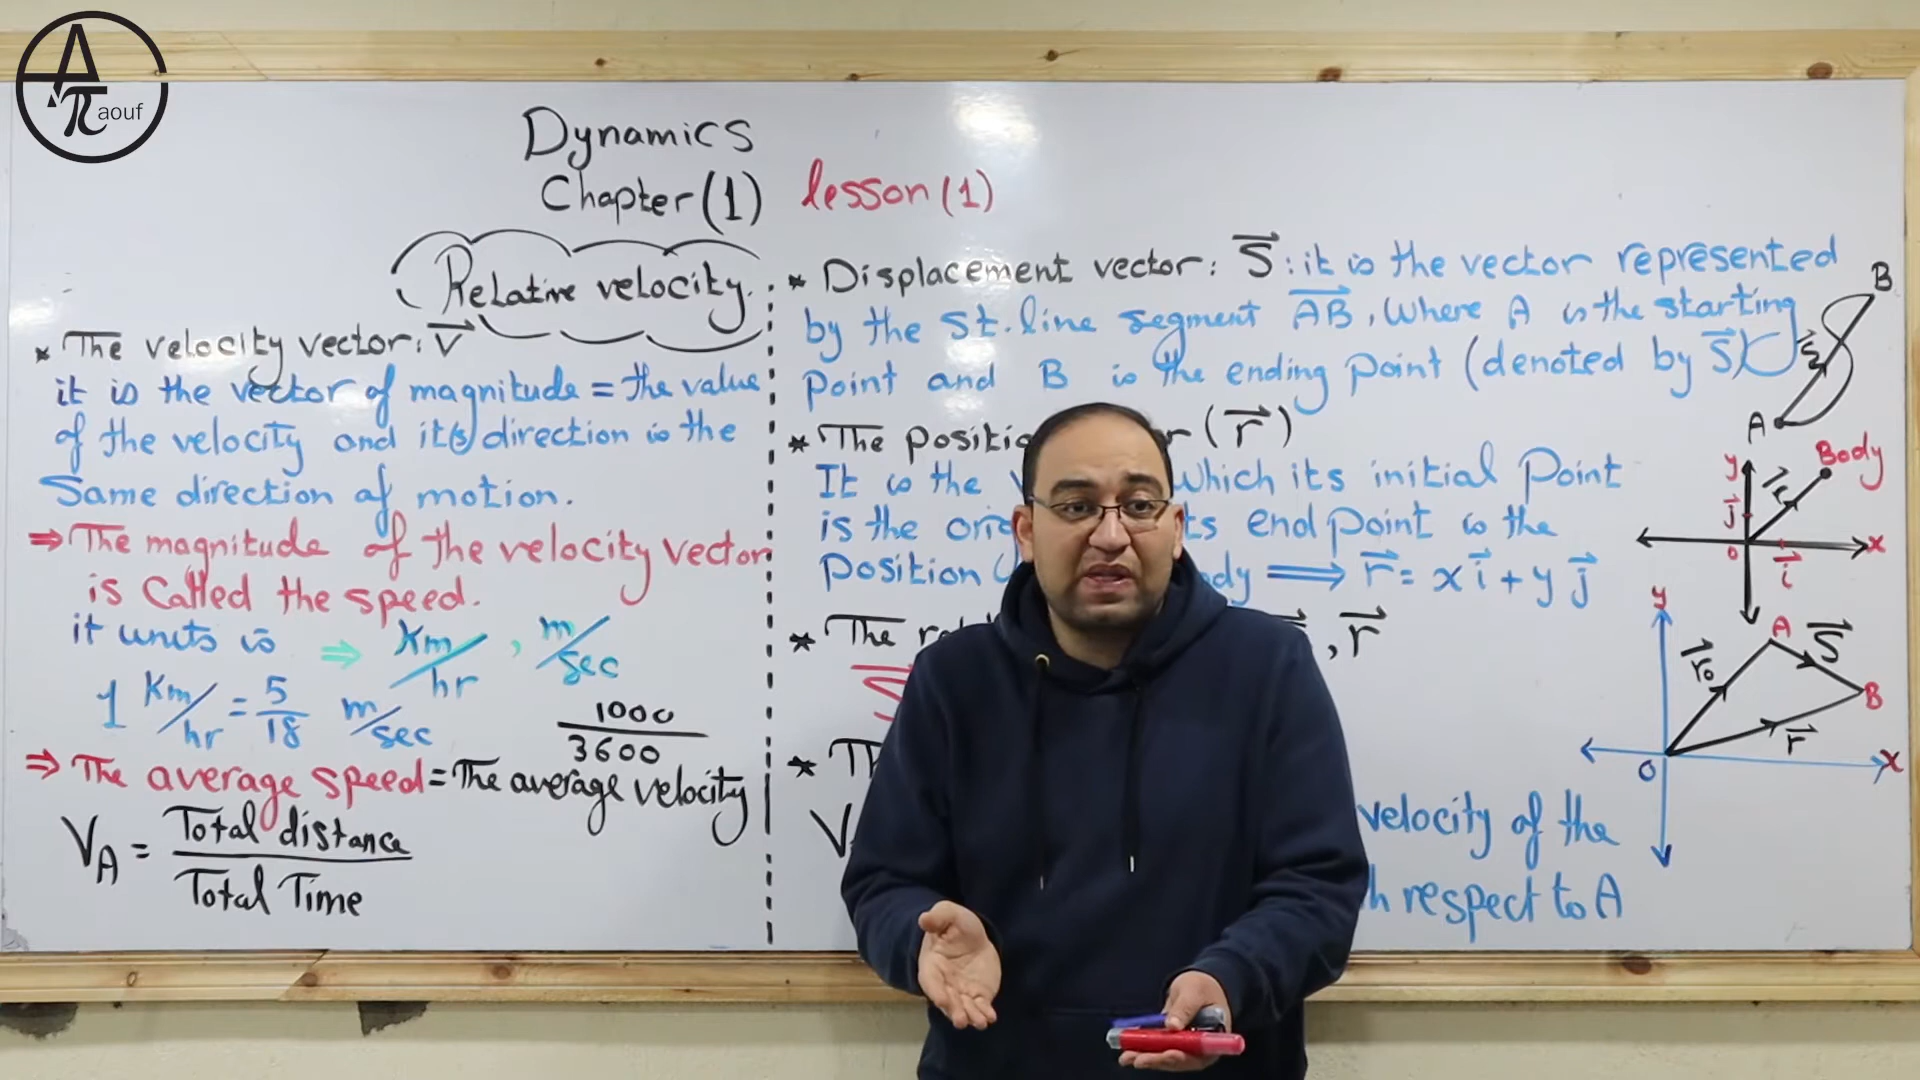 Aπaouf
Dynamics
Chapter (1) lesson (1)
Relative velocity
* The velocity vector: V
it is the vector of magnitude = the value
of the velocity and it(s) direction is the
Same direction of motion.
⇒ The magnitude of the velocity vector
is Called the speed.
it units is ⇒ Km/hr , m/sec
1 Km/hr = 5/18 m/sec
1000
3600
⇒ The average speed = The average velocity
VA = Total distance
Total Time
* Displacement vector: S : it is the vector represented
by the St. line segment AB, Where A is the starting
Point and B is the ending point (denoted by S)
* The (r)
It is the which its initial Point
is the end point is the
Position ⇒ r = x i + y j
* The , r
velocity of the
respect to A
B
S
A
y
Body
r
j
0
x
i
y
A
S
r₀
B
r
0
x